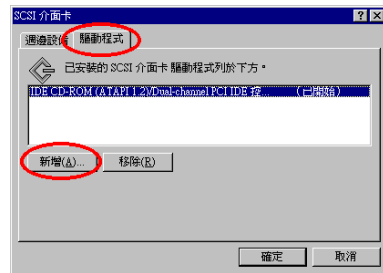 SCSI 介面卡
週邊設備 驅動程式
已安裝的 SCSI 介面卡 驅動程式列於下方。
IDE CD-ROM (ATAPI 1.2)/Dual-channel PCI IDE 控... (已開始)
新增(A)... 移除(R)
確定 取消